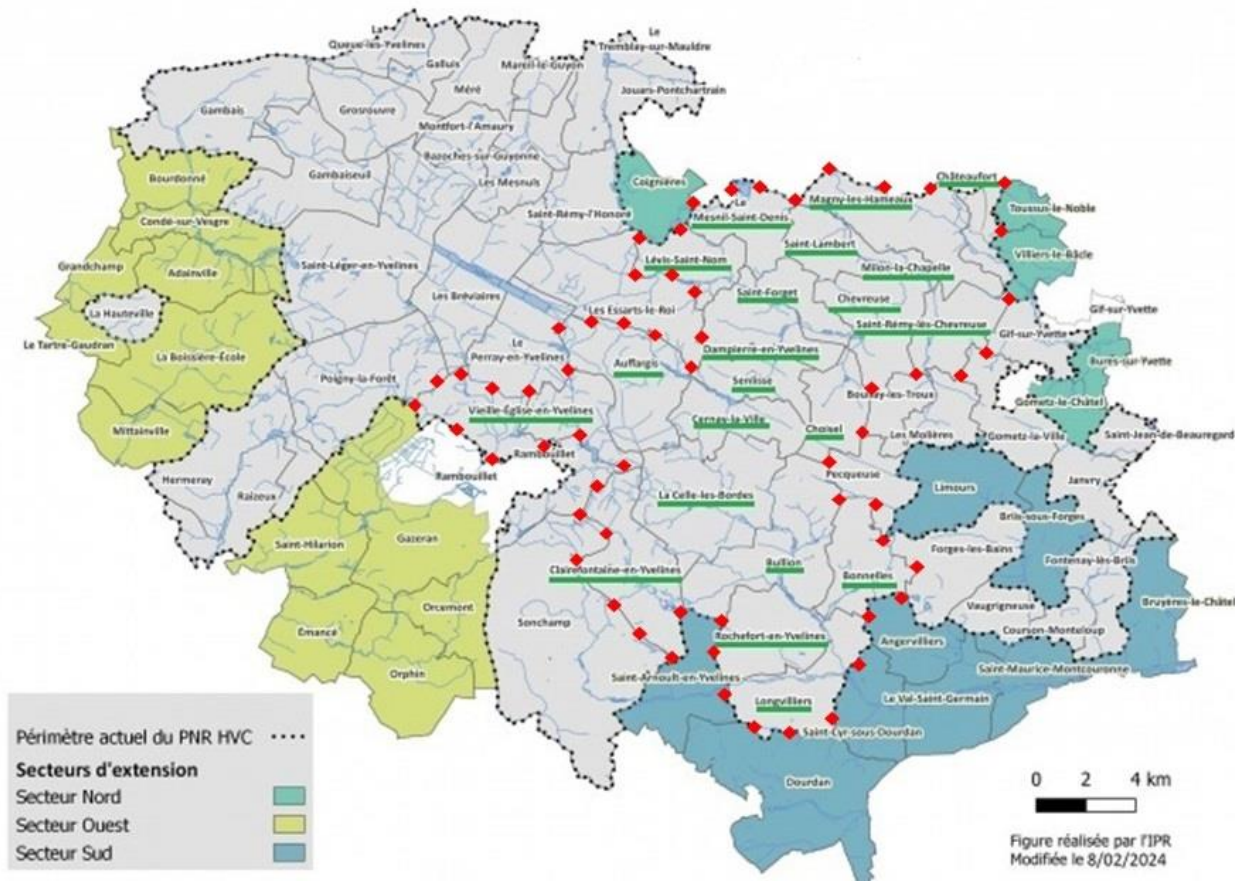 La
Queue-les-Yvelines
Le
Tremblay-sur-Mauldre
Galluis
Mareil-le-Guyon
Jouars-Pontchartrain
Méré
Gambais
Grosrouvre
Montfort-l'Amaury
Bazoches-sur-Guyonne
Gambaiseuil
Les Mesnuls
Bourdonné
Coignières
Châteaufort
La
Magny-les-Hameaux
Toussus-le-Noble
Saint-Rémy-l'Honoré
Mesnil-Saint-Denis
Condé-sur-Vesgre
Saint-Lambert
Villiers-le-Bâcle
Grandchamp
Adainville
Saint-Léger-en-Yvelines
Lévis-Saint-Nom
Milon-la-Chapelle
Saint-Forget
Les Bréviaires
Chevreuse
La Hauteville
Les Essarts-le-Roi
Gif-sur-Yvette
Saint-Rémy-lès-Chevreuse
Gif-sur-Yvette
Le Tartre-Gaudran
Le
Perray-en-Yvelines
Dampierre-en-Yvelines
Bures-sur-Yvette
La Boissière-École
Auffargis
Poigny-la-Forêt
Senlisse
Boullay-les-Troux
Gometz-le-Châtel
Vieille-Église-en-Yvelines
Cernay-la-Ville
Choisel
Mittainville
Les Molières
Gometz-la-Ville
Saint-Jean-de-Beauregard
Rambouillet
Rambouillet
Pecqueuse
Hermeray
Raizeux
La Celle-les-Bordes
Limours
Janvry
Briis-sous-Forges
Saint-Hilarion
Gazeran
Forges-les-Bains
Fontenay-lès-Briis
Clairefontaine-en-Yvelines
Bullion
Bonnelles
Orcemont
Vaugrigneuse
Bruyères-le-Châtel
Émancé
Sonchamp
Rochefort-en-Yvelines
Angervilliers
Courson-Monteloup
Orphin
Saint-Arnoult-en-Yvelines
Saint-Maurice-Montcouronne
Longvilliers
Le Val-Saint-Germain
Saint-Cyr-sous-Dourdan
Dourdan
Périmètre actuel du PNR HVC
Secteurs d'extension
Secteur Nord
Secteur Ouest
Secteur Sud
0 2 4 km
Figure réalisée par l'IPR
Modifiée le 8/02/2024